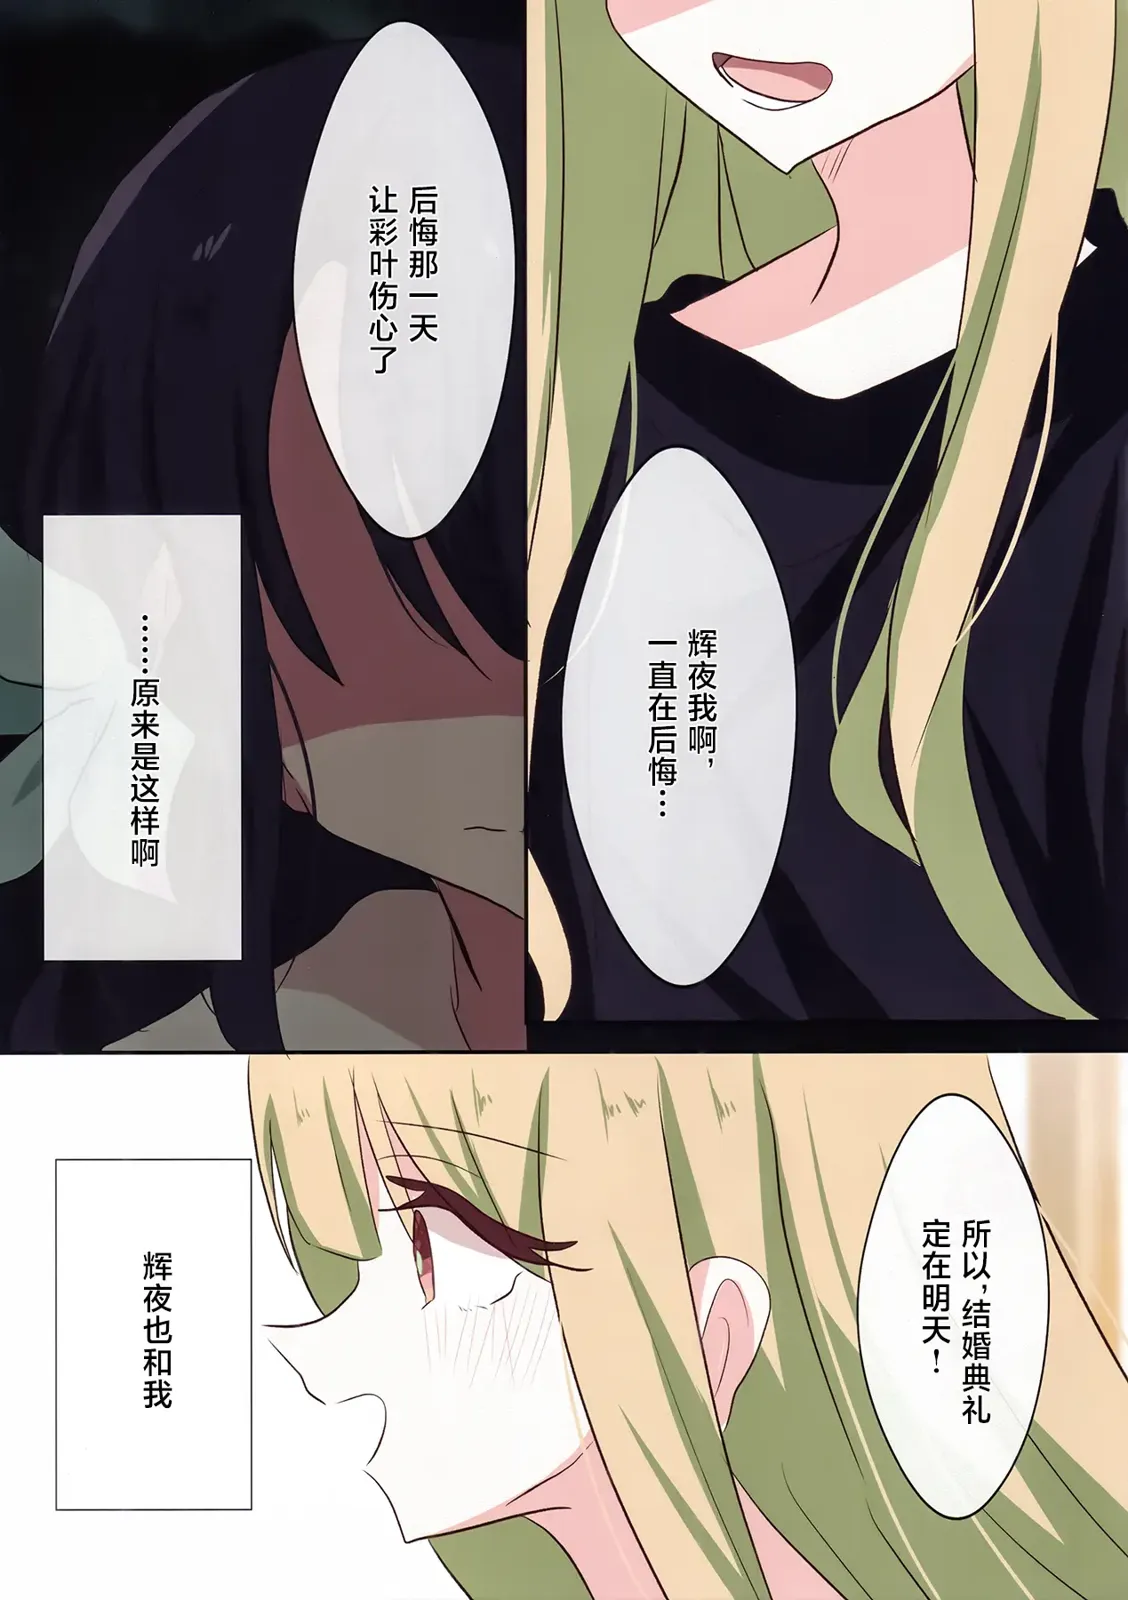 辉夜我啊，
一直在后悔…
后悔那一天
让彩叶伤心了
……原来是这样啊
所以，结婚典礼
定在明天！
辉夜也和我